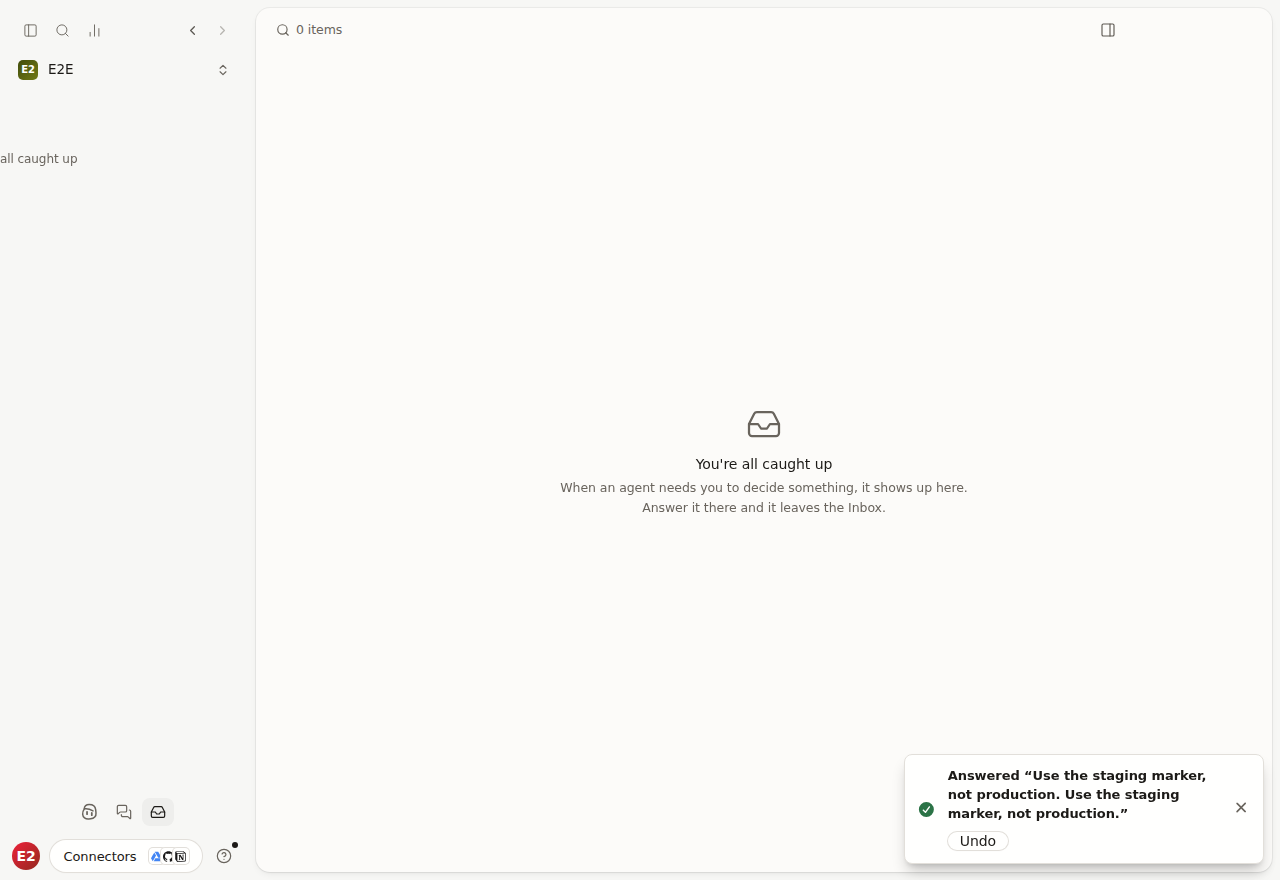 0 items
E2 E2E
all caught up
You're all caught up
When an agent needs you to decide something, it shows up here.
Answer it there and it leaves the Inbox.
Answered “Use the staging marker,
not production. Use the staging
marker, not production.”
Undo
E2 Connectors